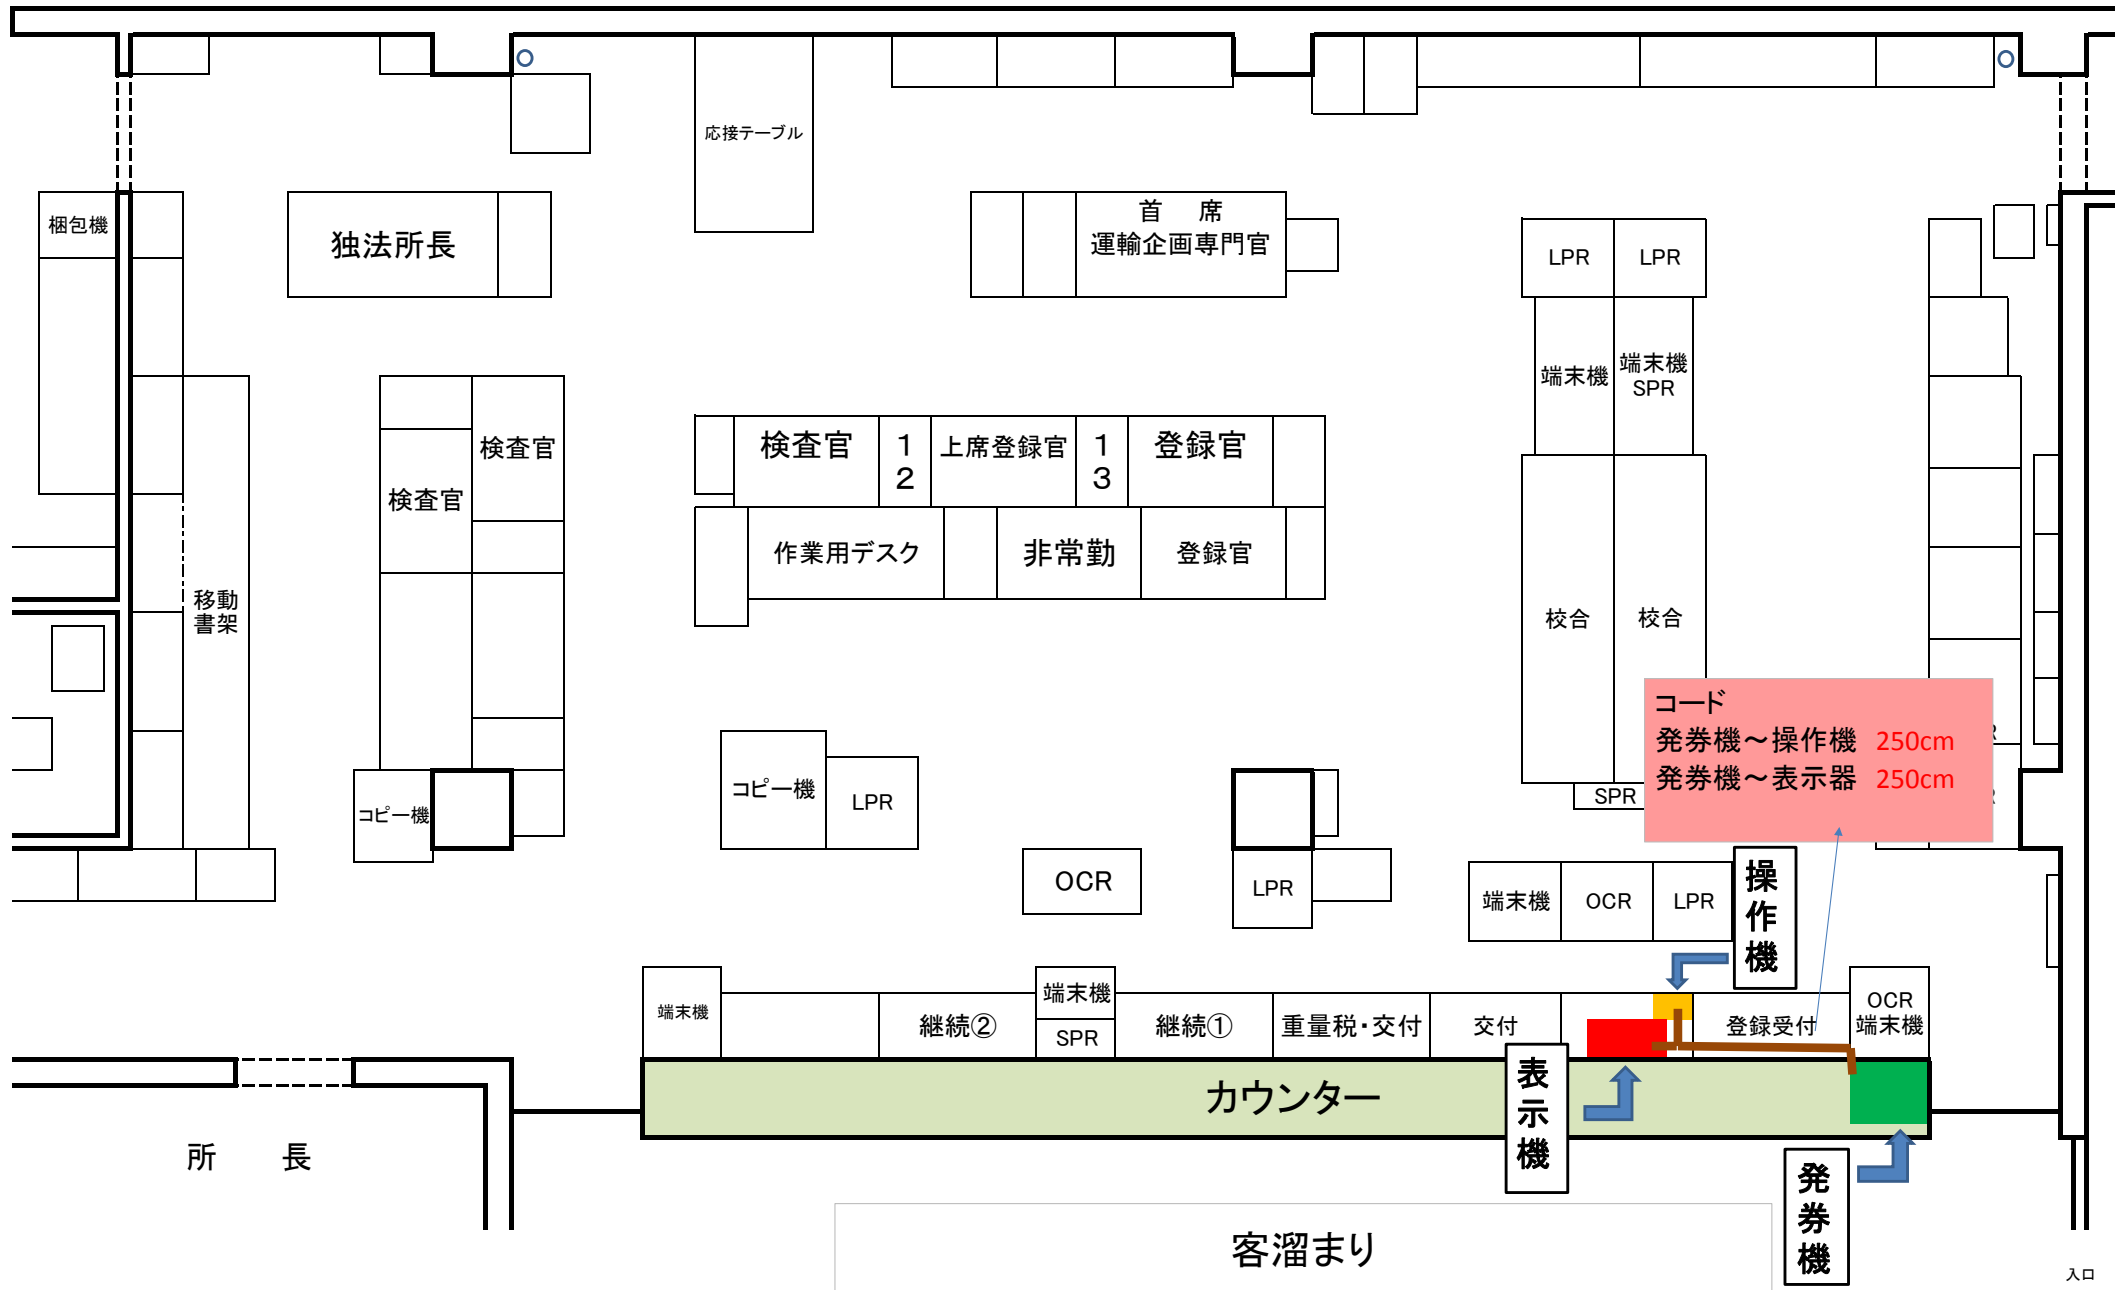 応接テーブル
梱包機
独法所長
首　席
運輸企画専門官
LPR
LPR
端末機
端末機
SPR
検査官
検査官
検査官
1
2
上席登録官
1
3
登録官
作業用デスク
非常勤
登録官
移動
書架
校合
校合
コード
発券機～操作機 250cm
発券機～表示器 250cm
コピー機
LPR
コピー機
SPR
OCR
LPR
端末機
OCR
LPR
操
作
機
端末機
継続②
端末機
SPR
継続①
重量税・交付
交付
登録受付
OCR
端末機
カウンター
表
示
機
所　長
発
券
機
客溜まり
入口